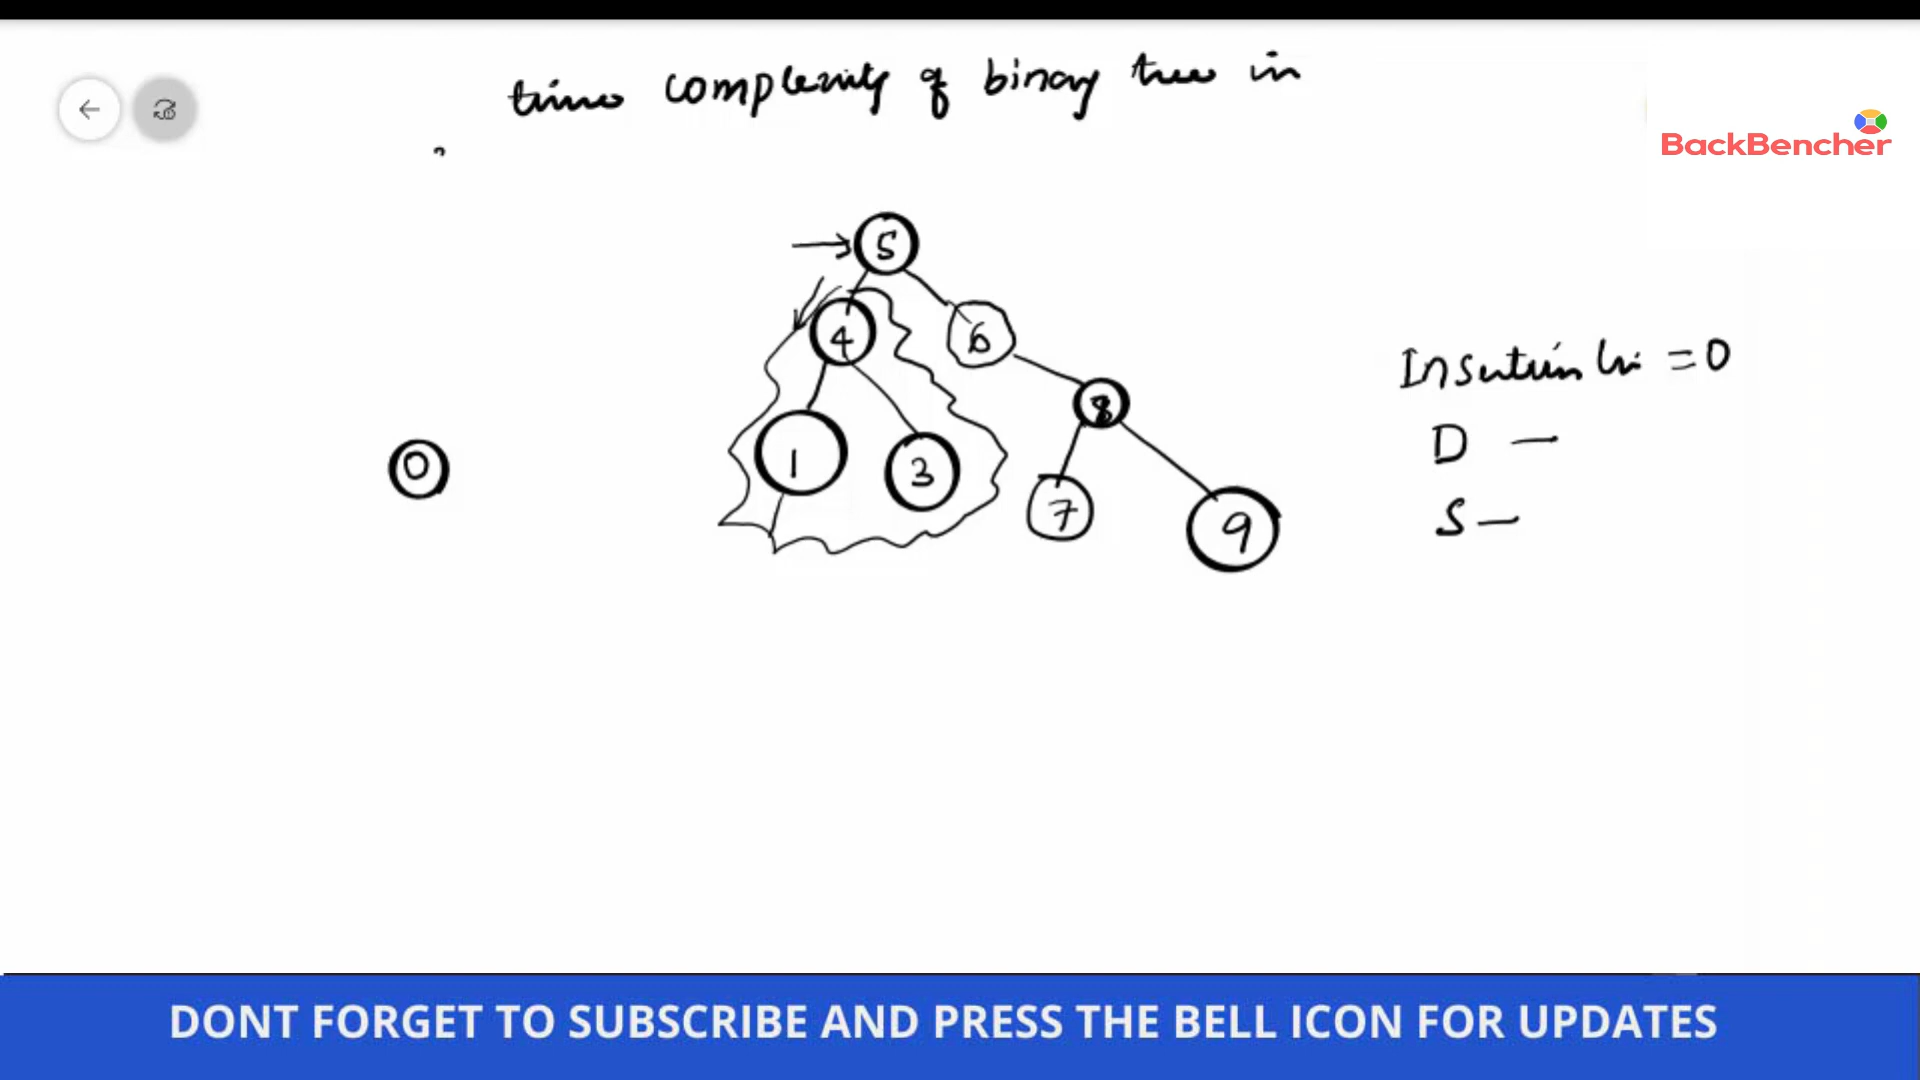 time complexity of binary tree in
BackBencher
5
4 6
8
Insertion = 0
0 1 3 7 9
D —
S —
DONT FORGET TO SUBSCRIBE AND PRESS THE BELL ICON FOR UPDATES